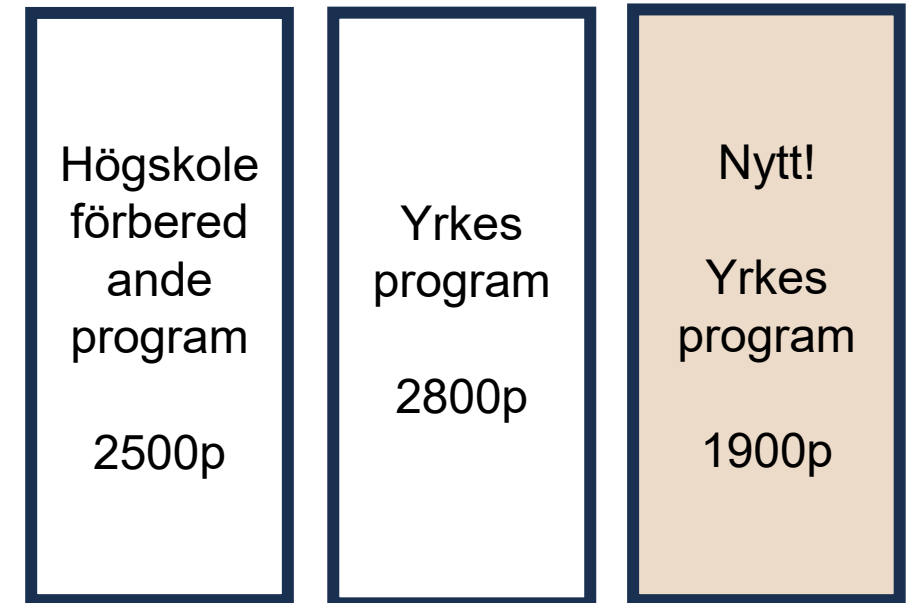 Högskole
förbered
ande
program
2500p
Yrkes
program
2800p
Nytt!
Yrkes
program
1900p